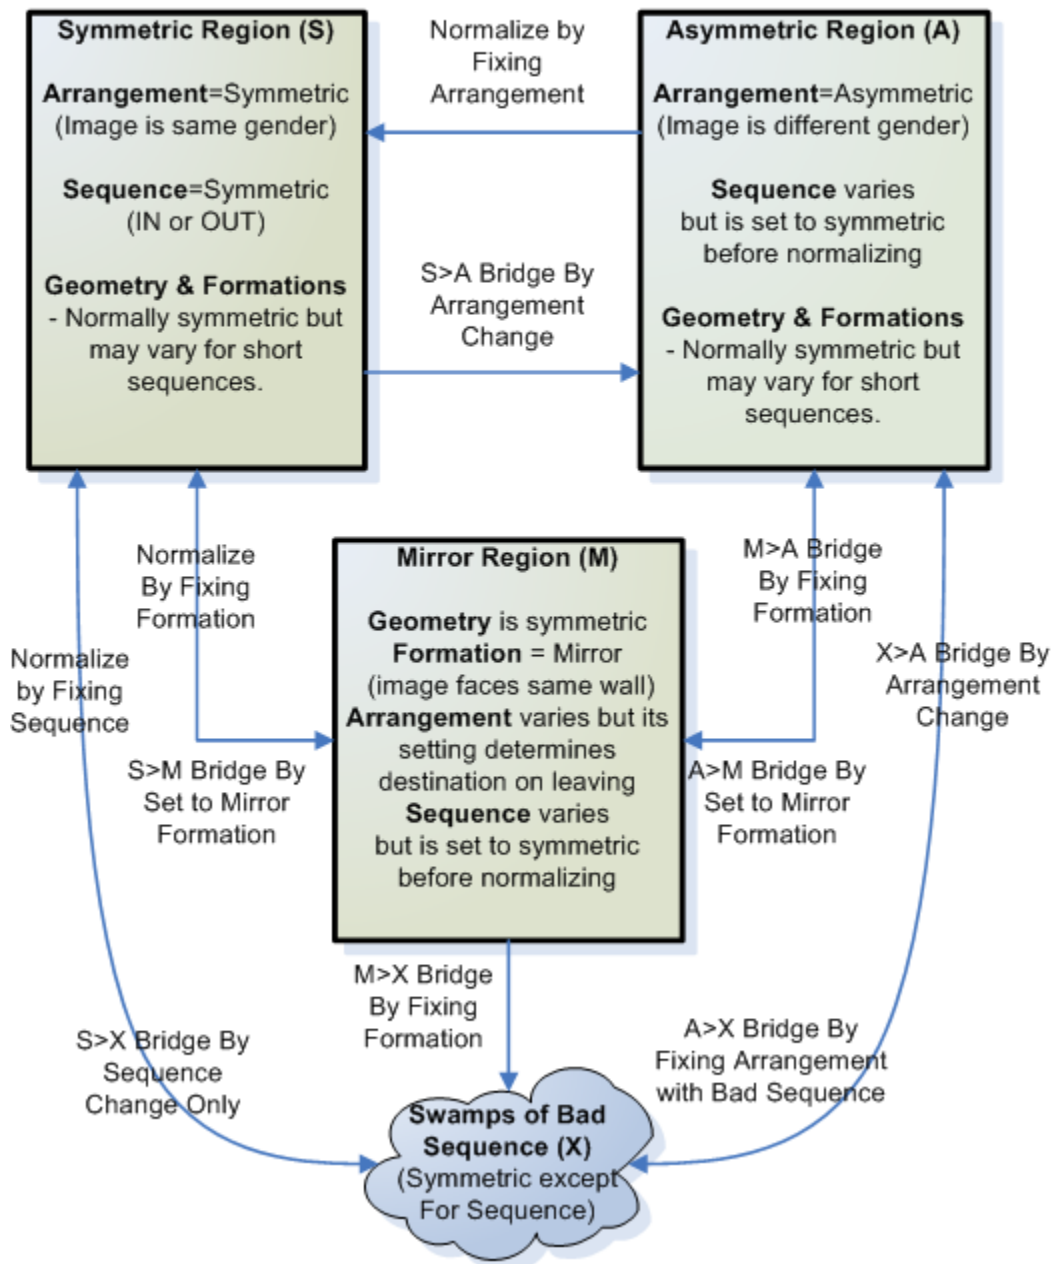 Symmetric Region (S)
Arrangement=Symmetric
(Image is same gender)
Sequence=Symmetric
(IN or OUT)
Geometry & Formations
- Normally symmetric but
may vary for short
sequences.
Normalize by
Fixing
Arrangement
S>A Bridge By
Arrangement
Change
Asymmetric Region (A)
Arrangement=Asymmetric
(Image is different gender)
Sequence varies
but is set to symmetric
before normalizing
Geometry & Formations
- Normally symmetric but
may vary for short
sequences.
Normalize
By Fixing
Formation
Normalize
by Fixing
Sequence
S>M Bridge By
Set to Mirror
Formation
Mirror Region (M)
Geometry is symmetric
Formation = Mirror
(image faces same wall)
Arrangement varies but its
setting determines
destination on leaving
Sequence varies
but is set to symmetric
before normalizing
M>A Bridge
By Fixing
Formation
X>A Bridge By
Arrangement
Change
A>M Bridge By
Set to Mirror
Formation
M>X Bridge
By Fixing
Formation
S>X Bridge By
Sequence
Change Only
A>X Bridge By
Fixing Arrangement
with Bad Sequence
Swamps of Bad
Sequence (X)
(Symmetric except
For Sequence)